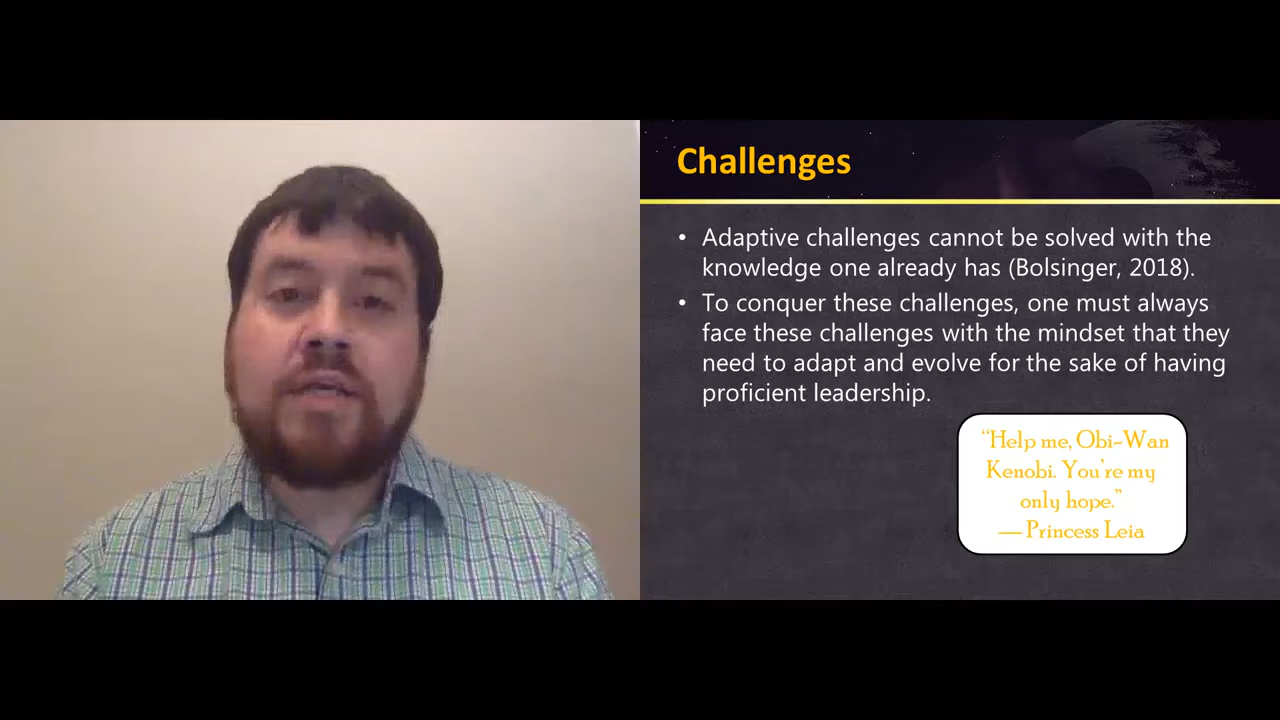 Challenges
• Adaptive challenges cannot be solved with the
knowledge one already has (Bolsinger, 2018).
• To conquer these challenges, one must always
face these challenges with the mindset that they
need to adapt and evolve for the sake of having
proficient leadership.
“Help me, Obi-Wan
Kenobi. You’re my
only hope.”
— Princess Leia